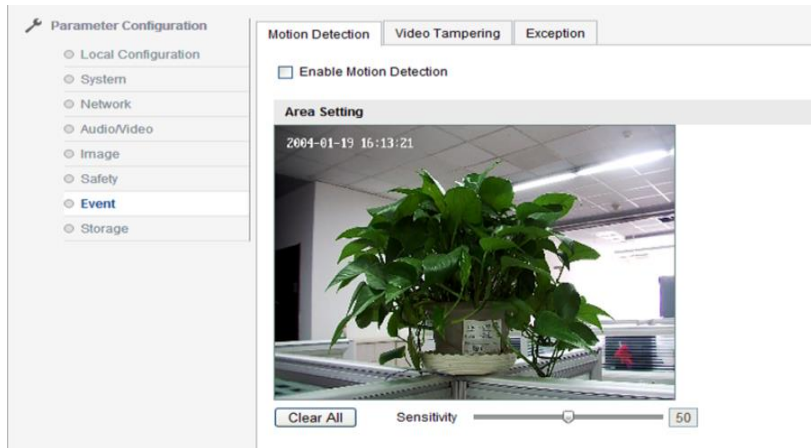 Parameter Configuration
Local Configuration
System
Network
Audio/Video
Image
Safety
Event
Storage
Motion Detection
Video Tampering
Exception
Enable Motion Detection
Area Setting
2004-01-19 16:13:21
Clear All
Sensitivity
50